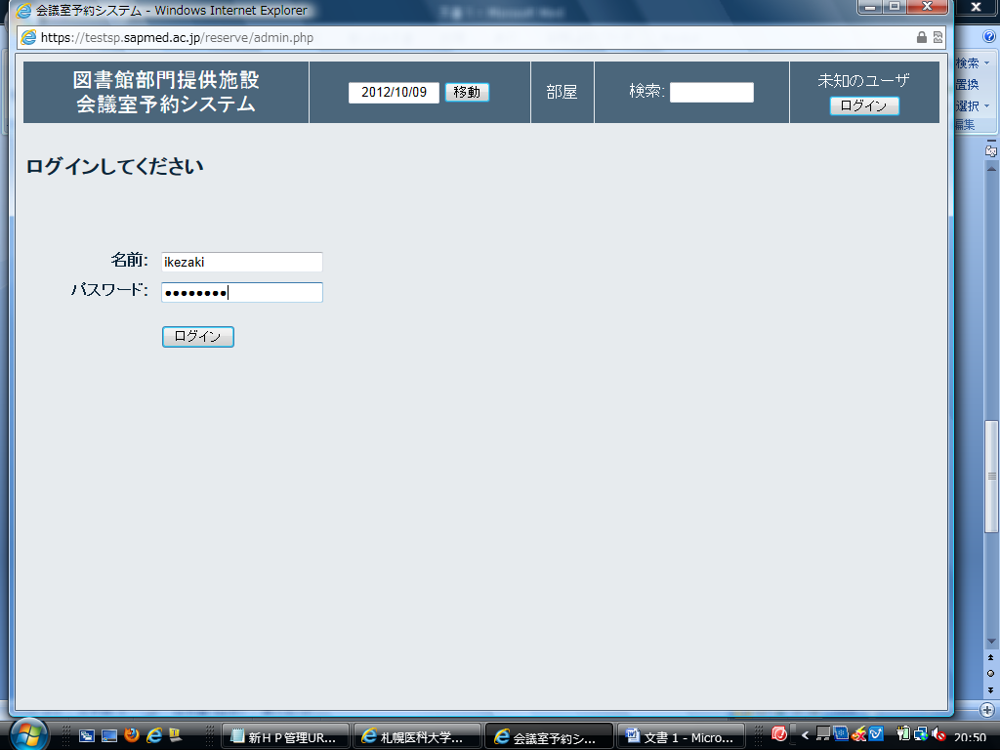 会議室予約システム - Windows Internet Explorer
https://testsp.sapmed.ac.jp/reserve/admin.php
図書館部門提供施設
会議室予約システム
2012/10/09 移動
部屋
検索:
未知のユーザ
ログイン
検索
置換
選択
編集
ログインしてください
名前: ikezaki
パスワード: ●●●●●●●●
ログイン
新HP管理UR...
札幌医科大学...
会議室予約シ...
文書 1 - Micro...
20:50